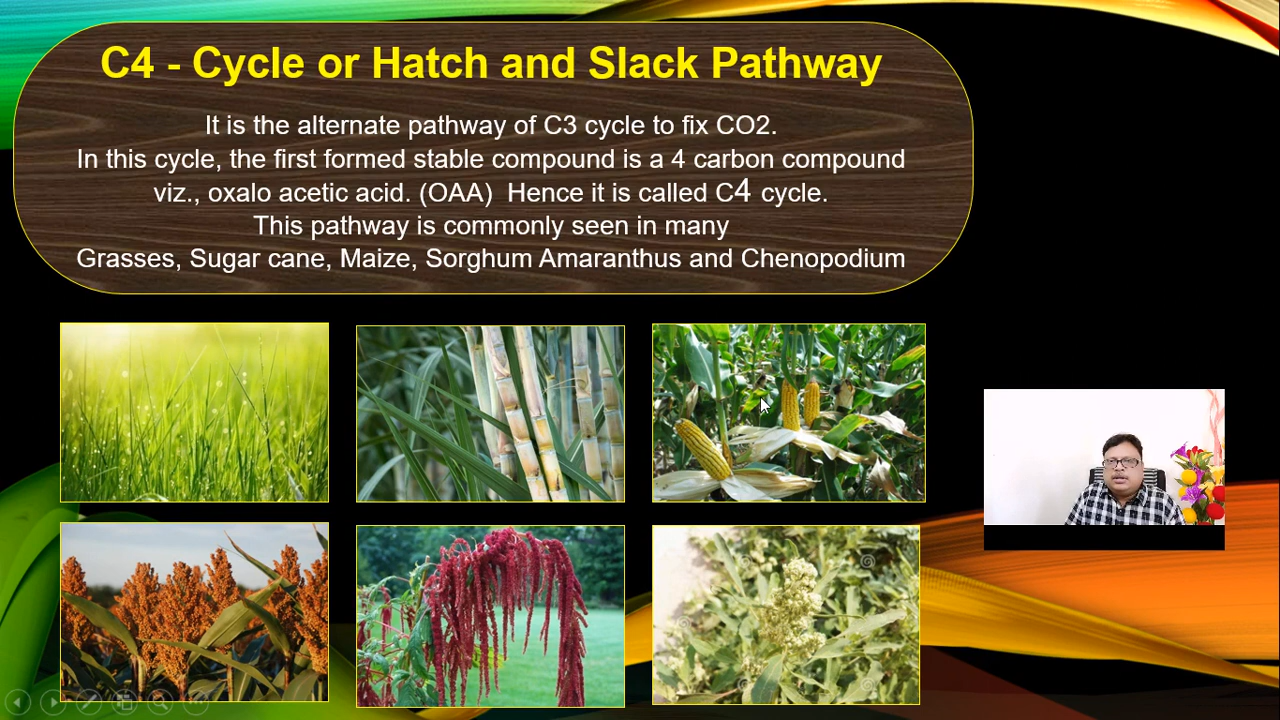 C4 - Cycle or Hatch and Slack Pathway
It is the alternate pathway of C3 cycle to fix CO2.
In this cycle, the first formed stable compound is a 4 carbon compound
viz., oxalo acetic acid. (OAA)  Hence it is called C4 cycle.
This pathway is commonly seen in many
Grasses, Sugar cane, Maize, Sorghum Amaranthus and Chenopodium